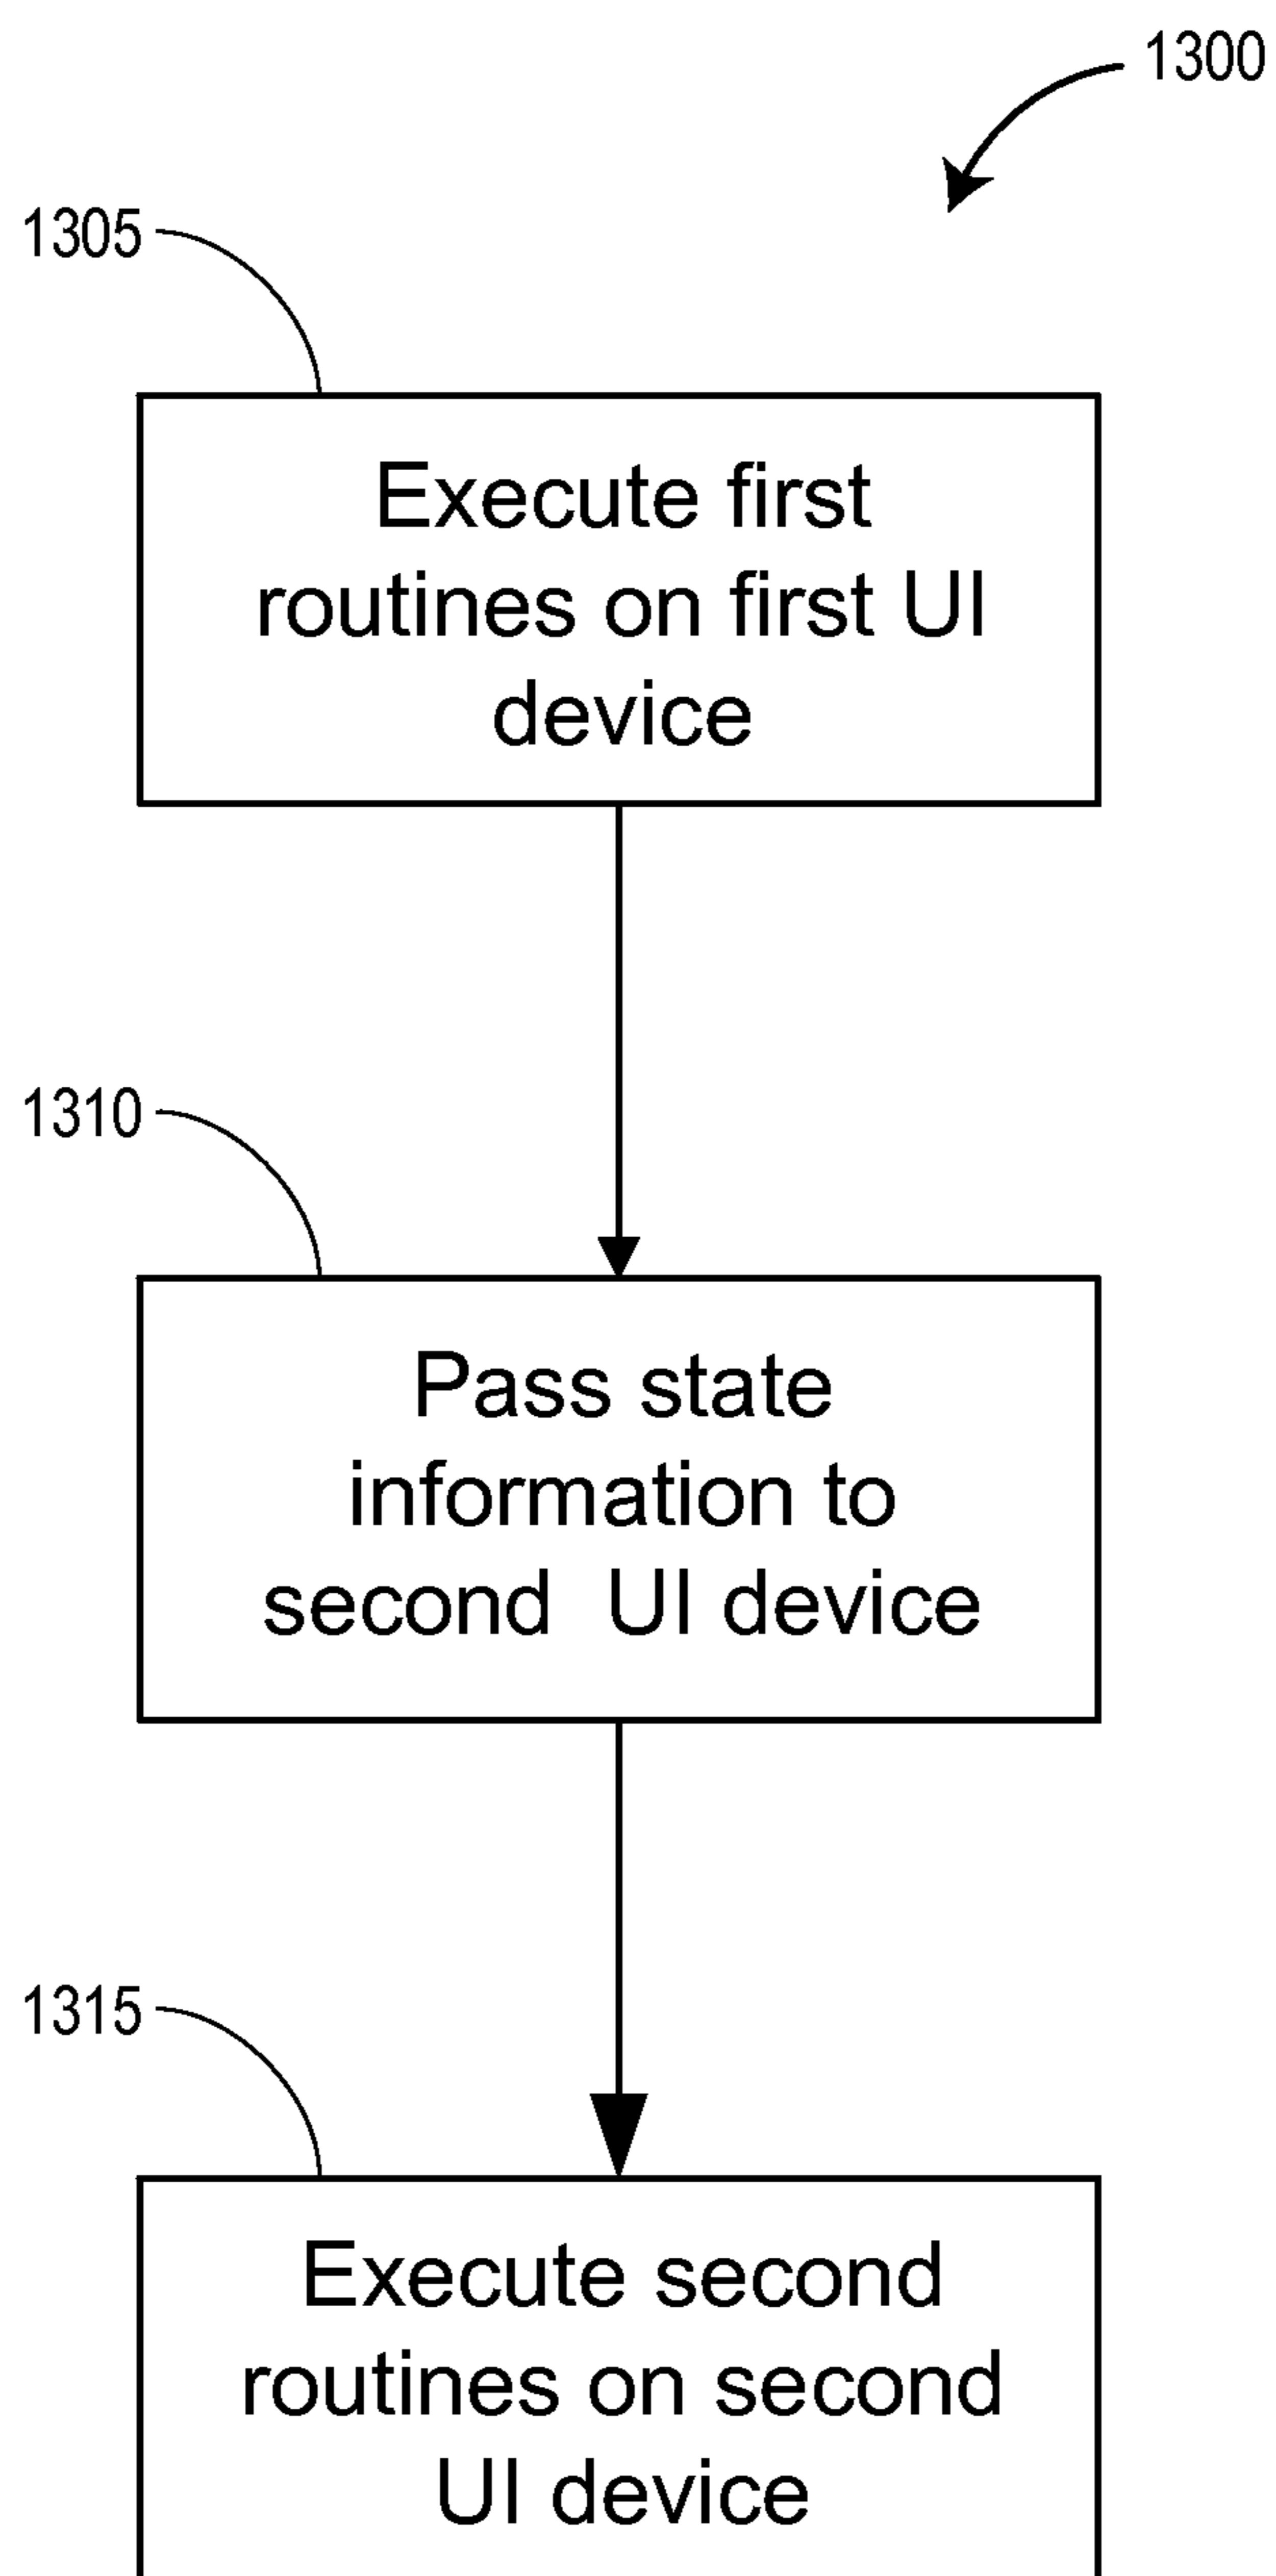 1300
1305
Execute first
routines on first UI
device
1310
Pass state
information to
second  UI device
1315
Execute second
routines on second
UI device